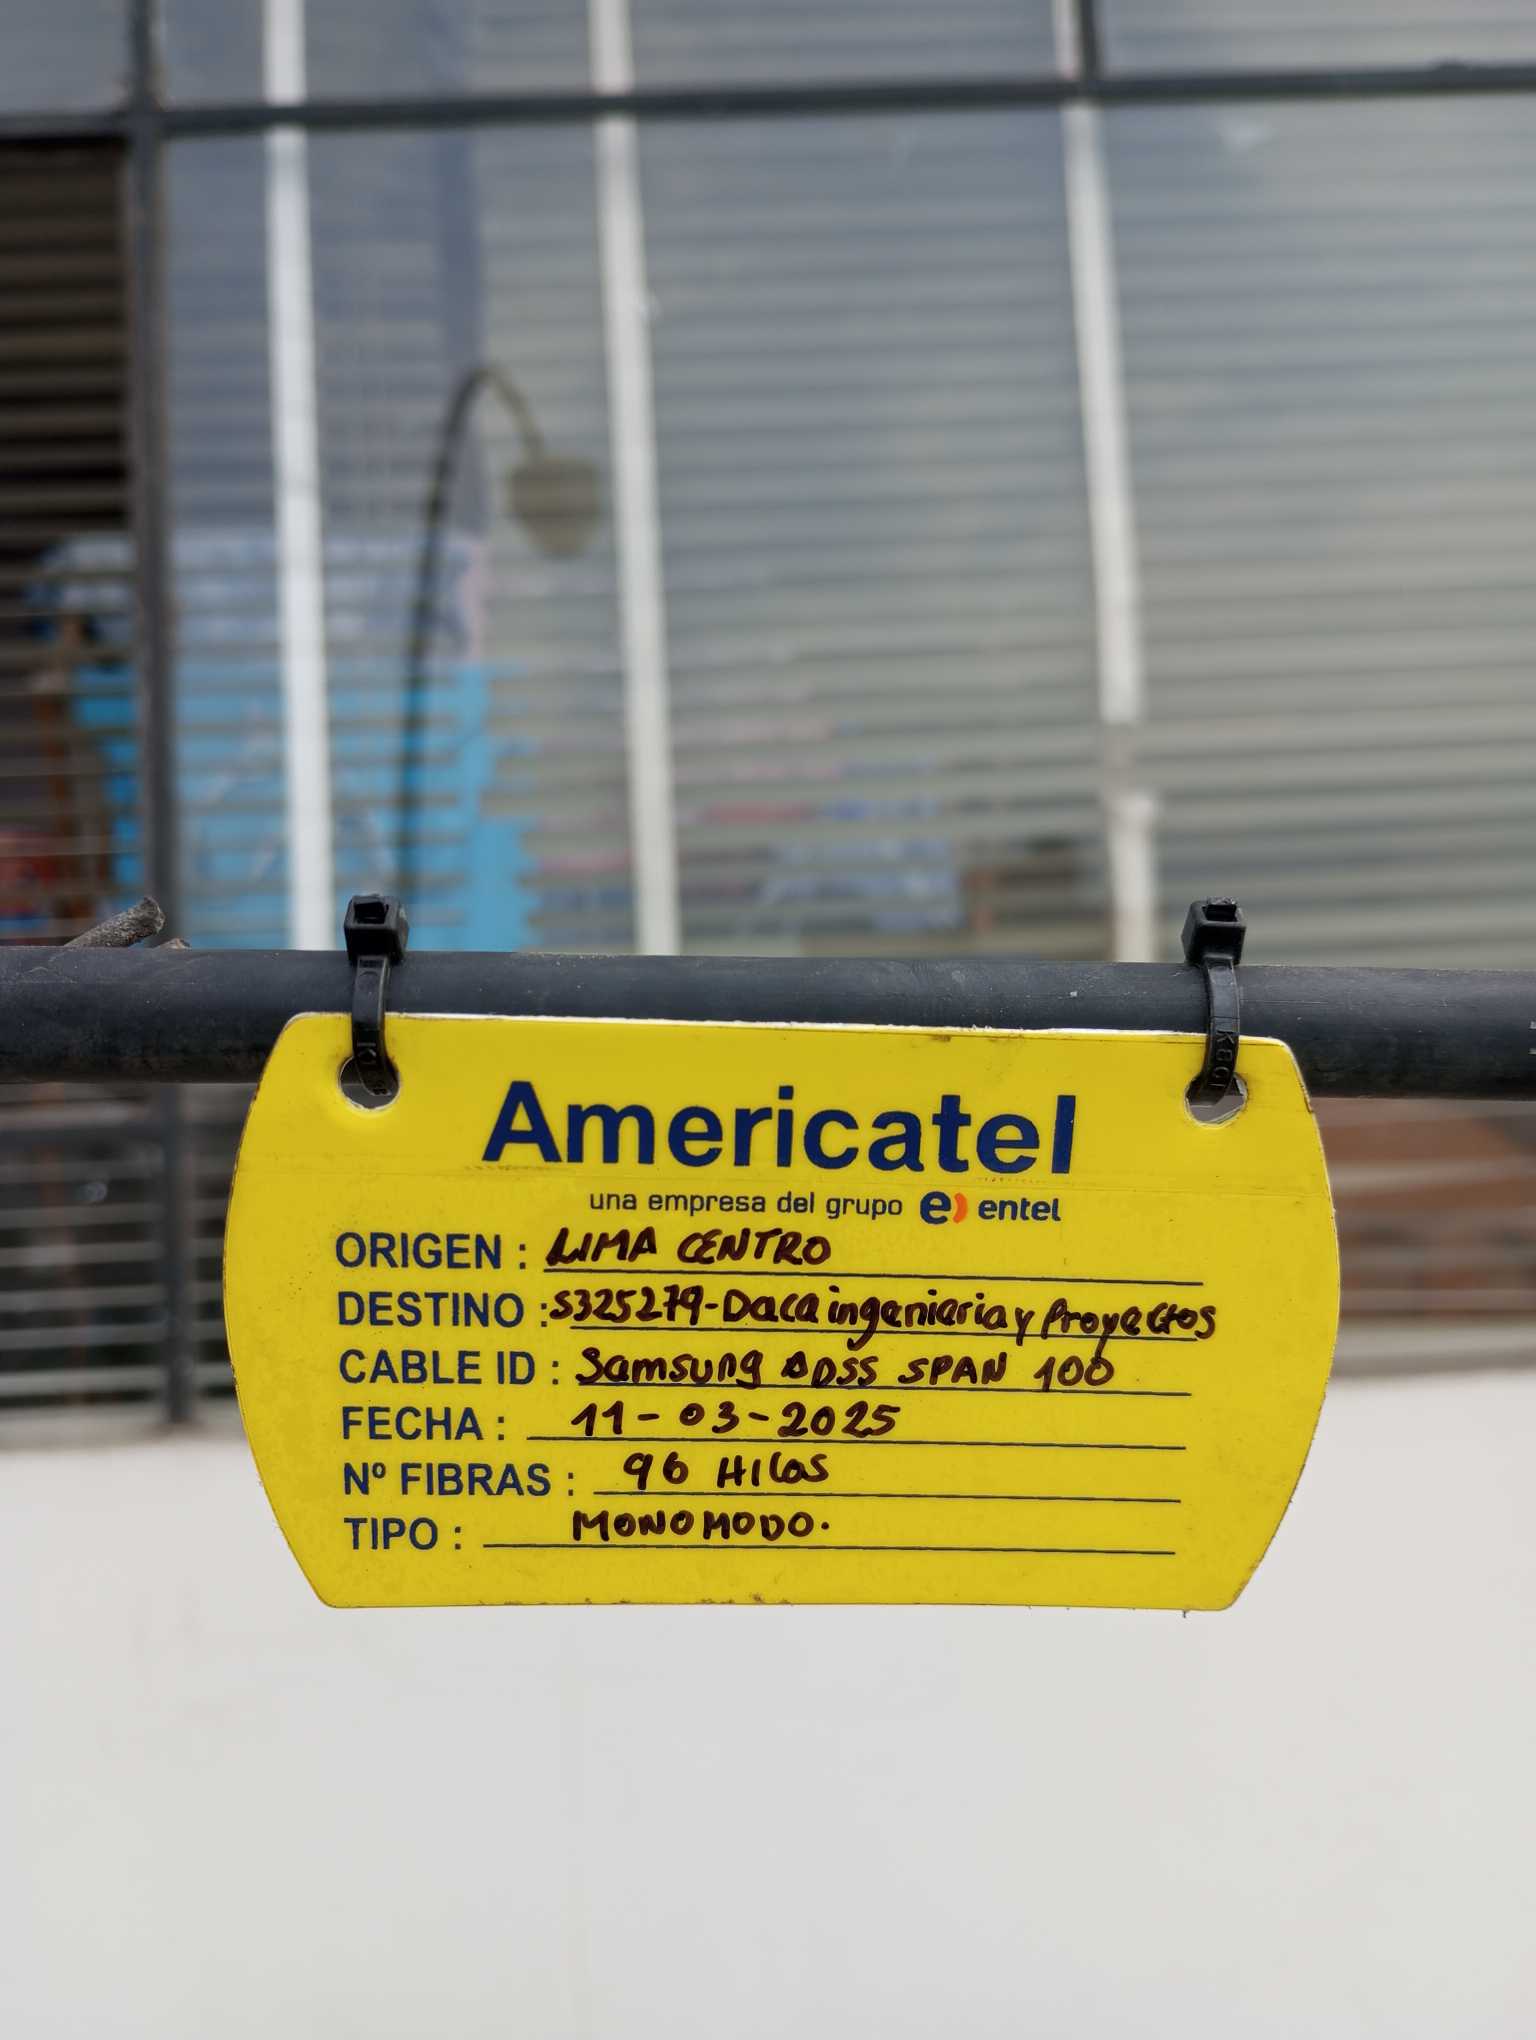 Americatel
una empresa del grupo e) entel
ORIGEN : LIMA CENTRO
DESTINO : S325279-Daca ingenieria y Proyectos
CABLE ID : Samsung ADSS SPAN 100
FECHA : 11-03-2025
Nº FIBRAS : 96 HILOS
TIPO : MONOMODO.